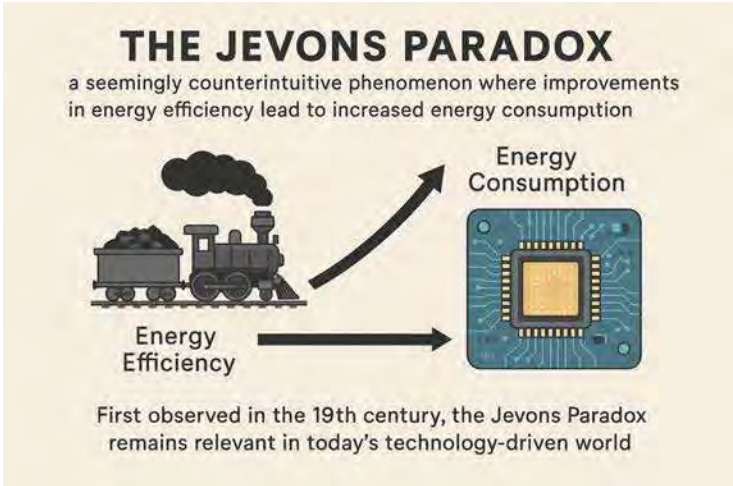 THE JEVONS PARADOX
a seemingly counterintuitive phenomenon where improvements
in energy efficiency lead to increased energy consumption
Energy
Consumption
Energy
Efficiency
First observed in the 19th century, the Jevons Paradox
remains relevant in today's technology-driven world